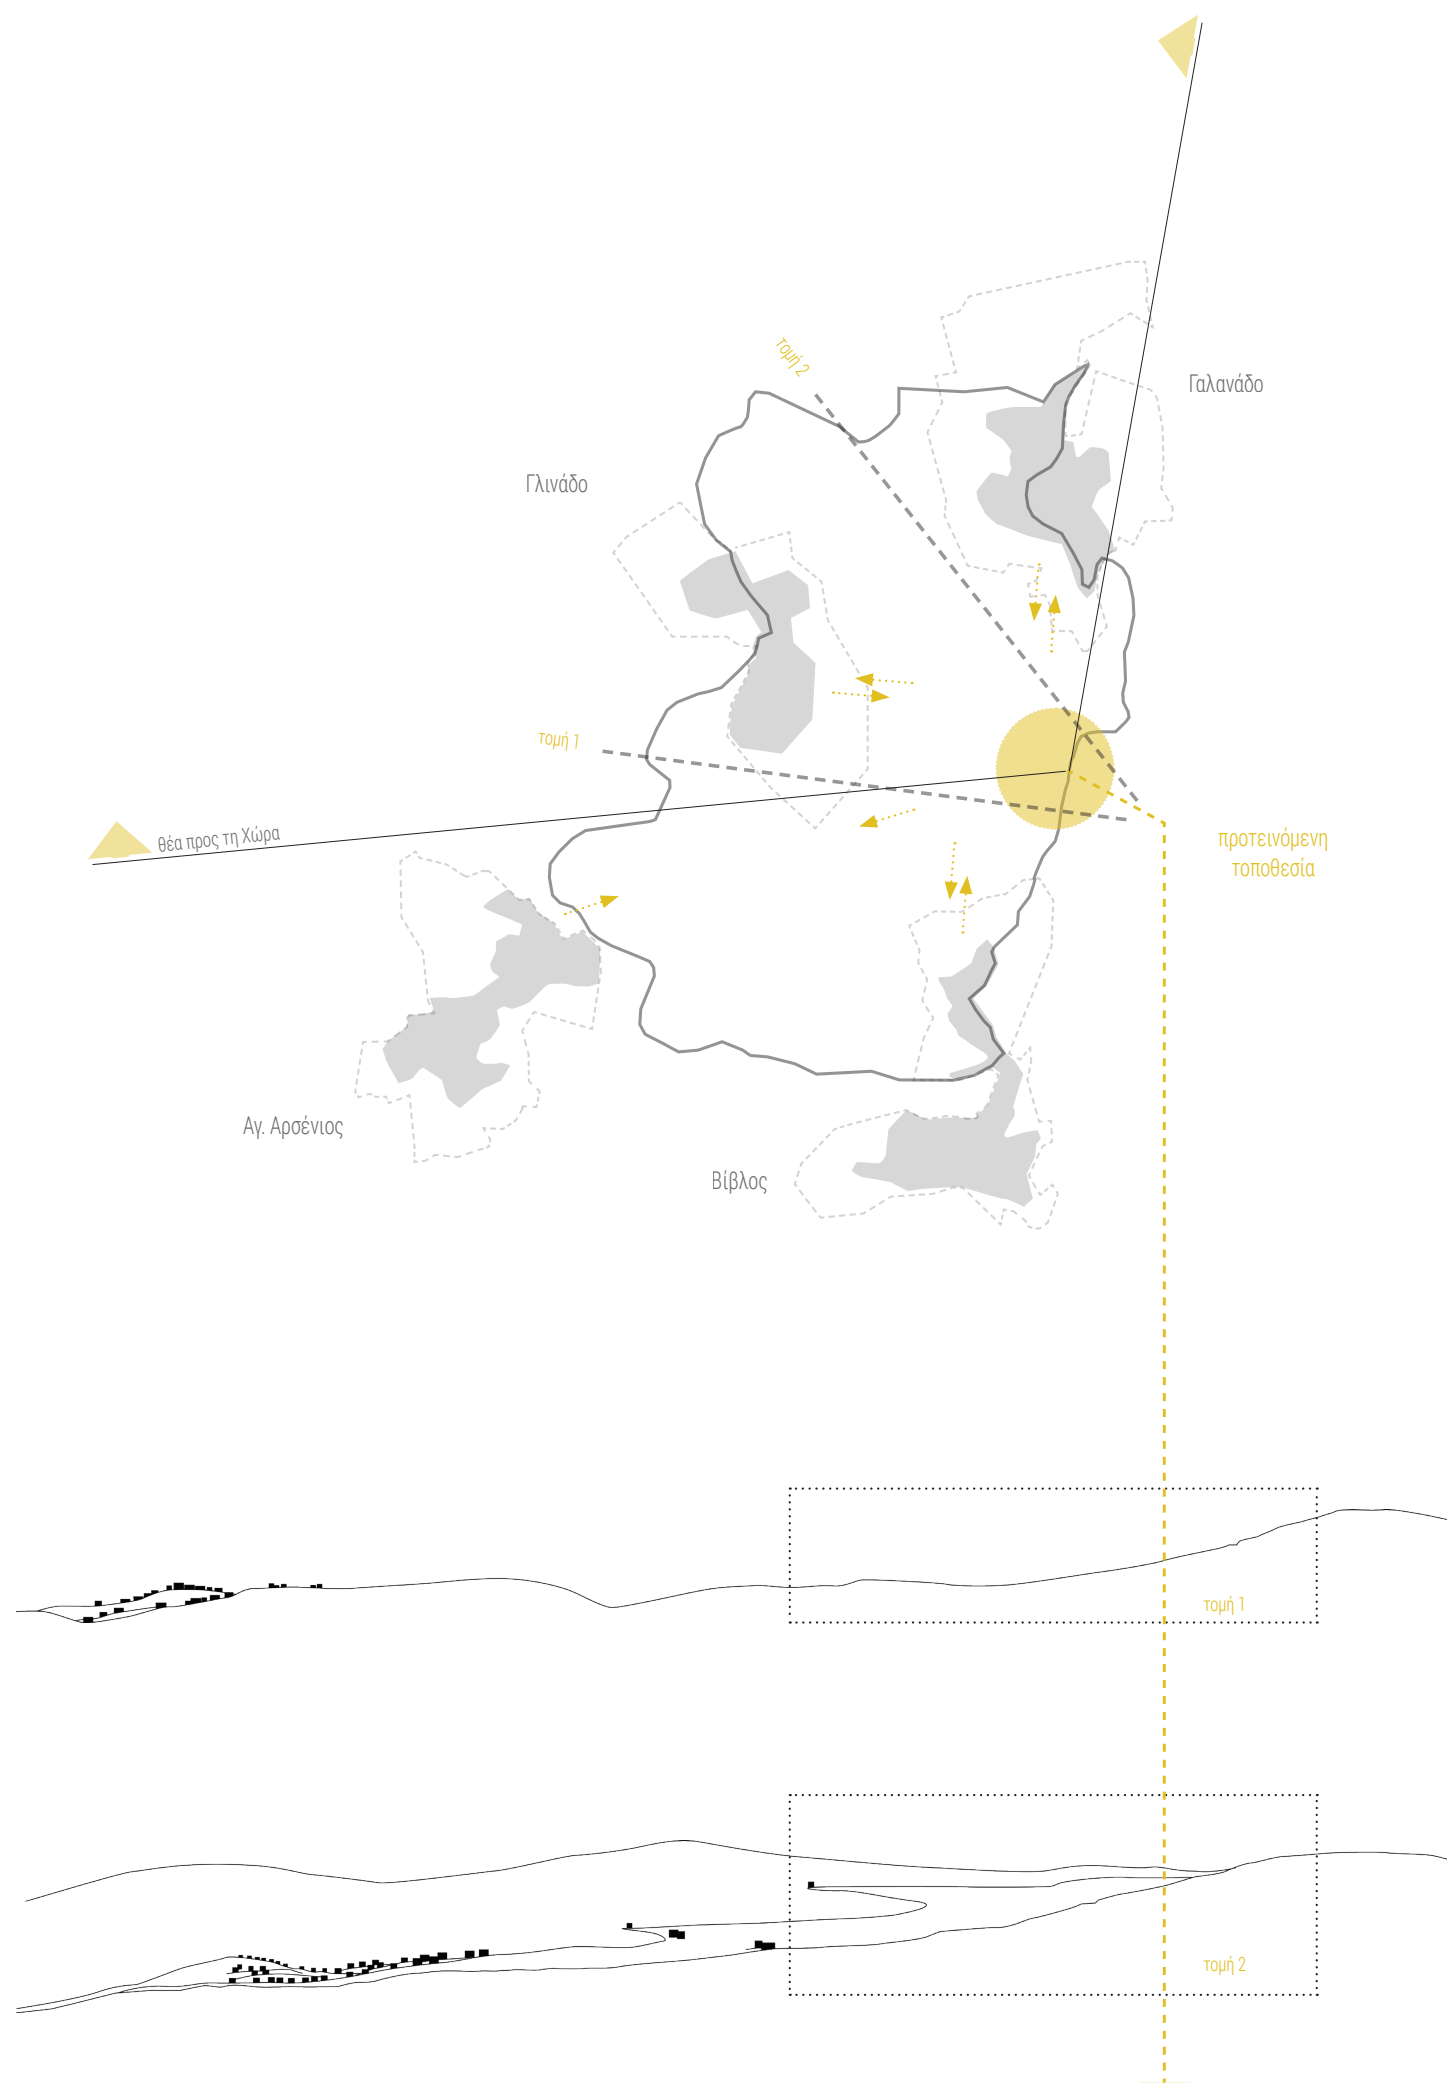 τομή 2
Γαλανάδο
Γλινάδο
τομή 1
θέα προς τη Χώρα
προτεινόμενη
τοποθεσία
Αγ. Αρσένιος
Βίβλος
τομή 1
τομή 2